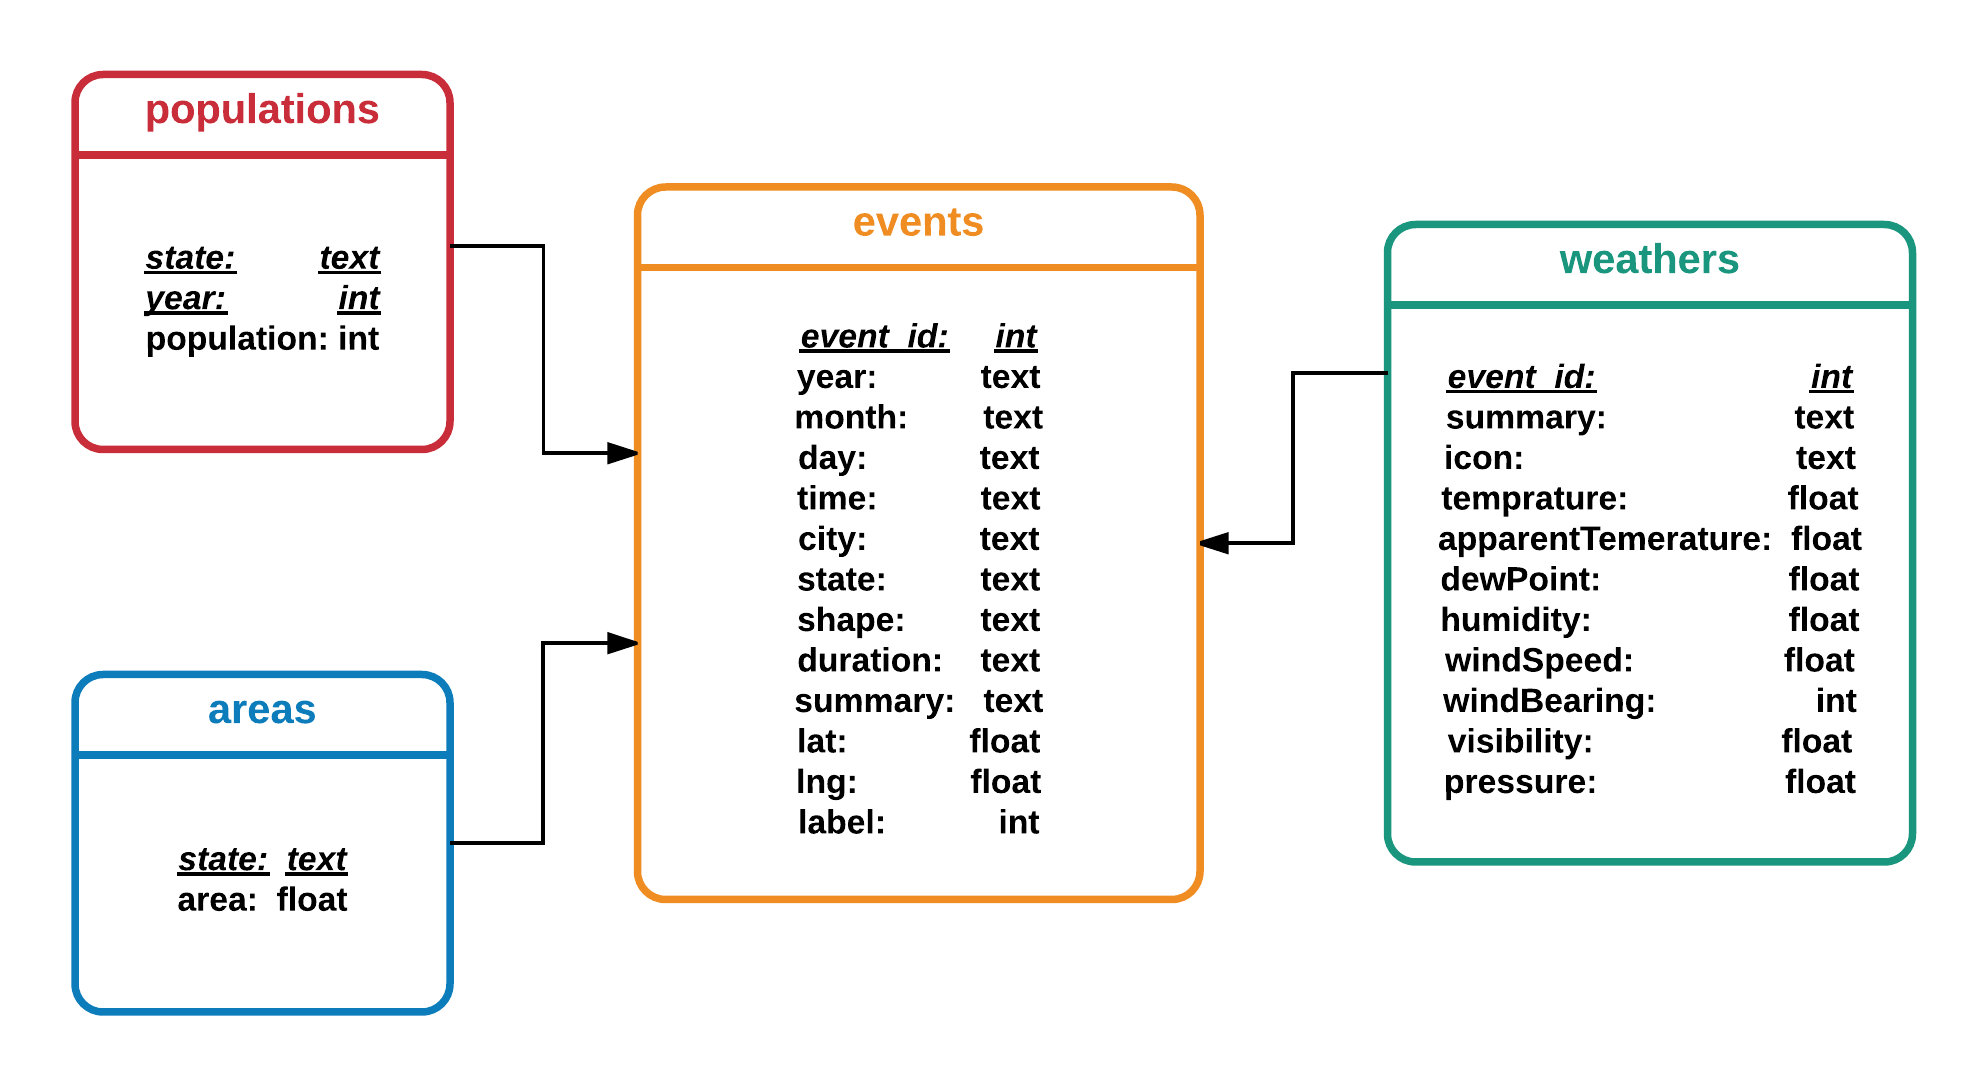 populations
state: text
year: int
population: int
areas
state: text
area: float
events
event_id: int
year: text
month: text
day: text
time: text
city: text
state: text
shape: text
duration: text
summary: text
lat: float
lng: float
label: int
weathers
event_id: int
summary: text
icon: text
temprature: float
apparentTemerature: float
dewPoint: float
humidity: float
windSpeed: float
windBearing: int
visibility: float
pressure: float